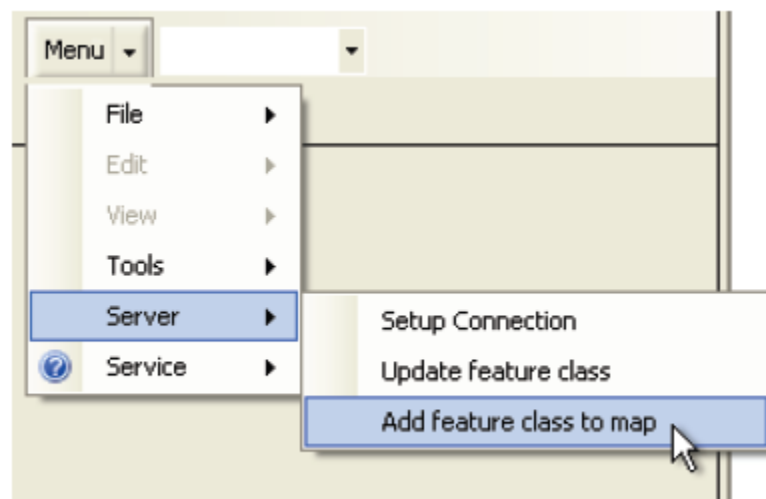 Menu
File
Edit
View
Tools
Server
Service
Setup Connection
Update feature class
Add feature class to map